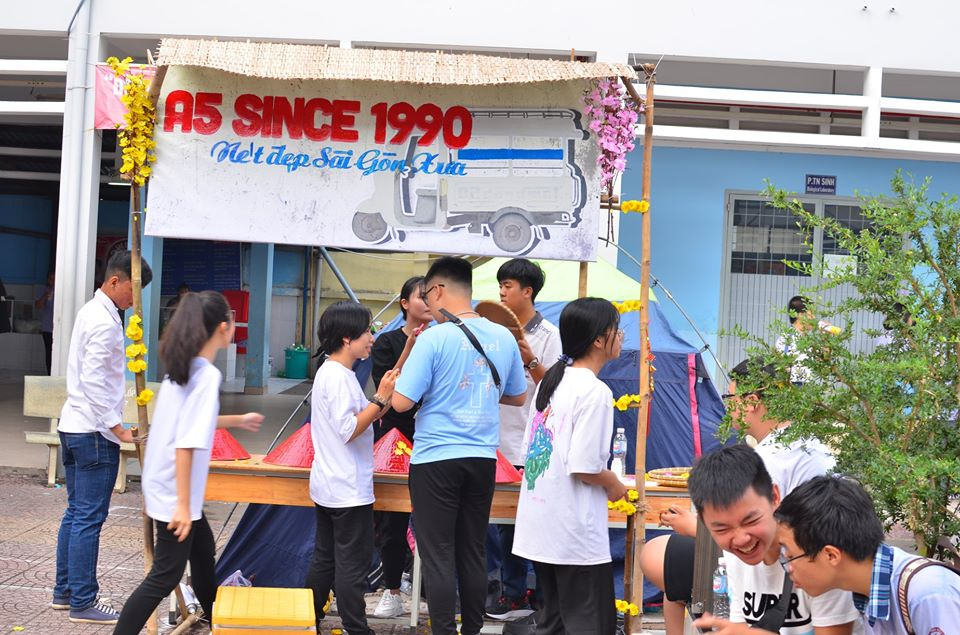 A5 SINCE 1990
Nét đẹp Sài Gòn Xưa
P.TN SINH
Biological Laboratory
SUPER